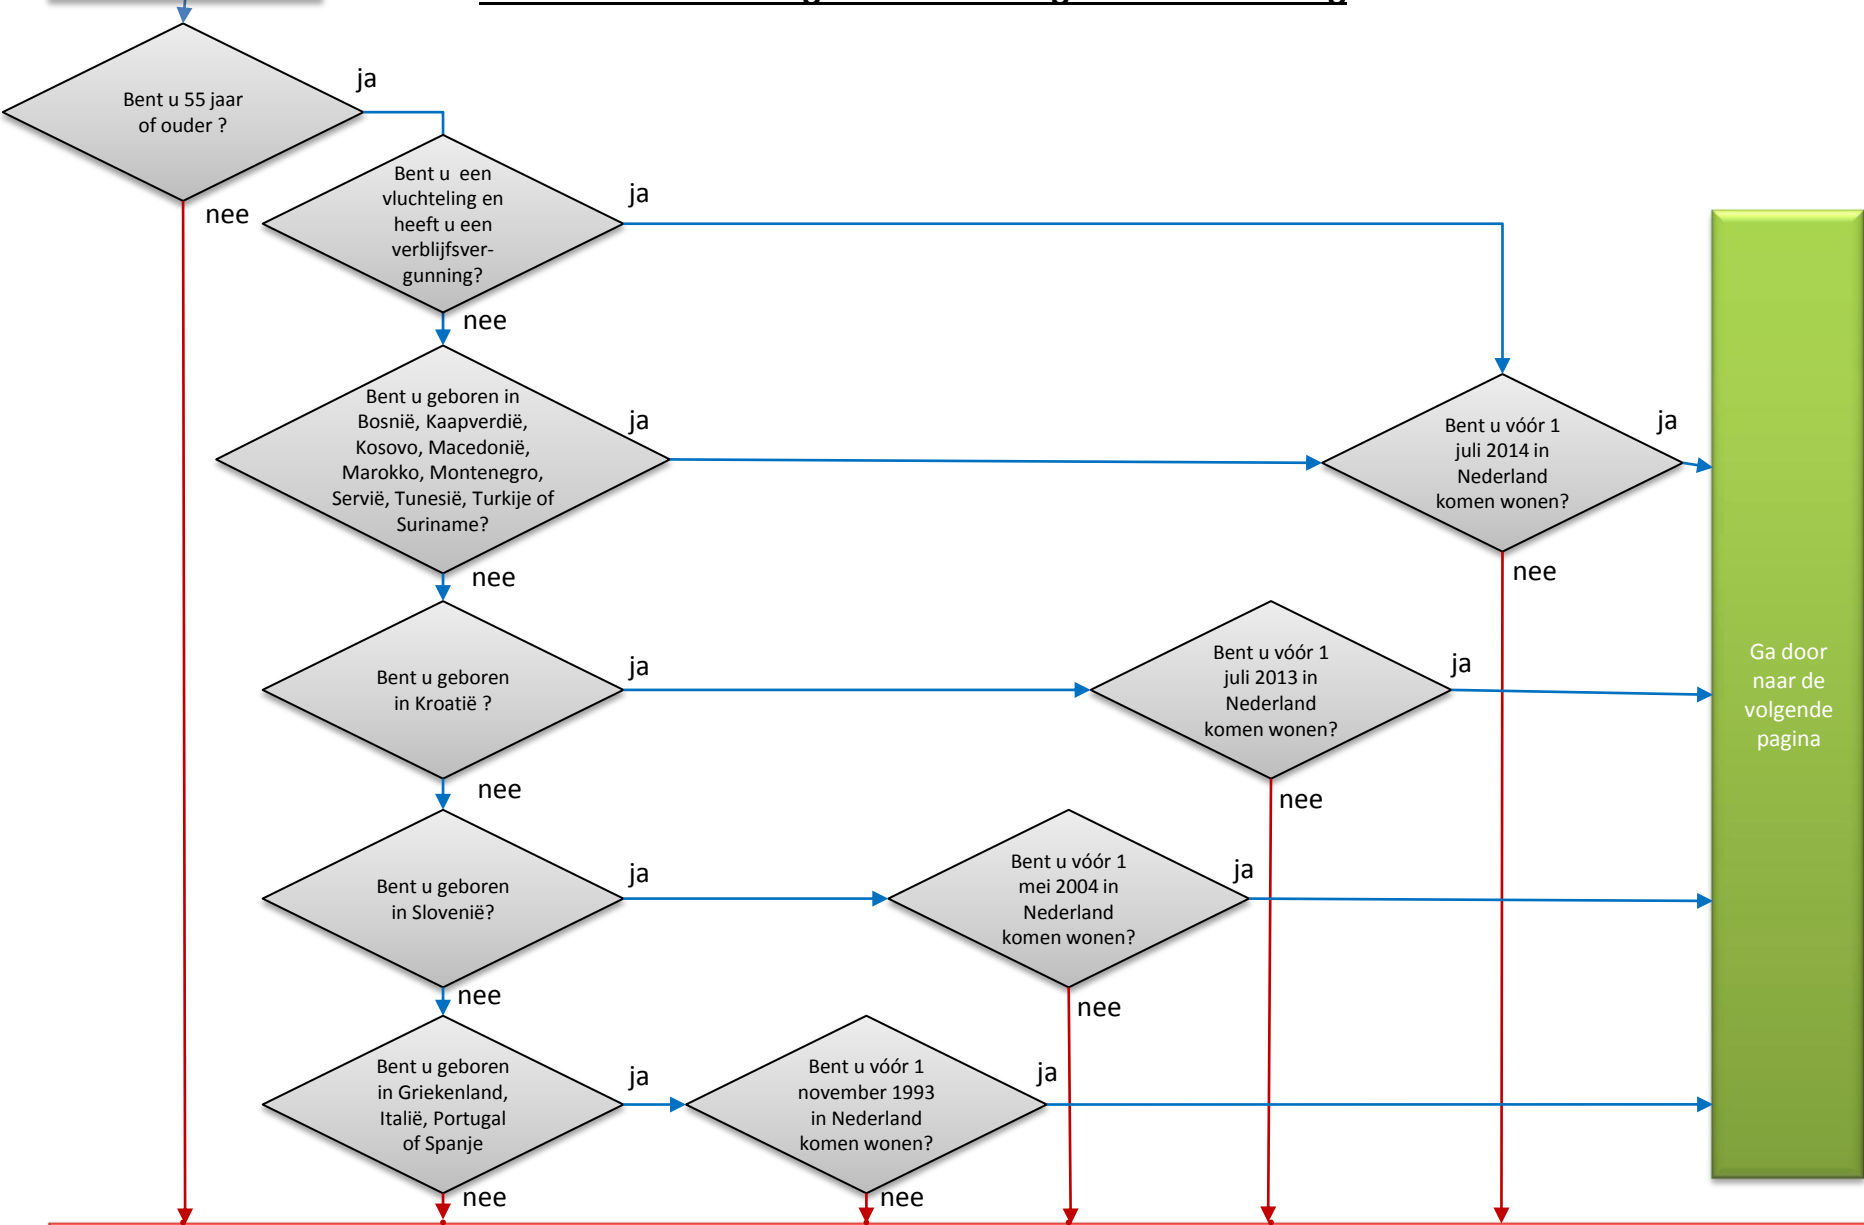 Bent u 55 jaar
of ouder ?
ja
nee
Bent u een
vluchteling en
heeft u een
verblijfsver-
gunning?
ja
nee
Bent u geboren in
Bosnië, Kaapverdië,
Kosovo, Macedonië,
Marokko, Montenegro,
Servië, Tunesië, Turkije of
Suriname?
ja
nee
Bent u vóór 1
juli 2014 in
Nederland
komen wonen?
ja
nee
Bent u geboren
in Kroatië ?
ja
nee
Bent u vóór 1
juli 2013 in
Nederland
komen wonen?
ja
nee
Ga door
naar de
volgende
pagina
Bent u geboren
in Slovenië?
ja
nee
Bent u vóór 1
mei 2004 in
Nederland
komen wonen?
ja
nee
Bent u geboren
in Griekenland,
Italië, Portugal
of Spanje
ja
nee
Bent u vóór 1
november 1993
in Nederland
komen wonen?
ja
nee